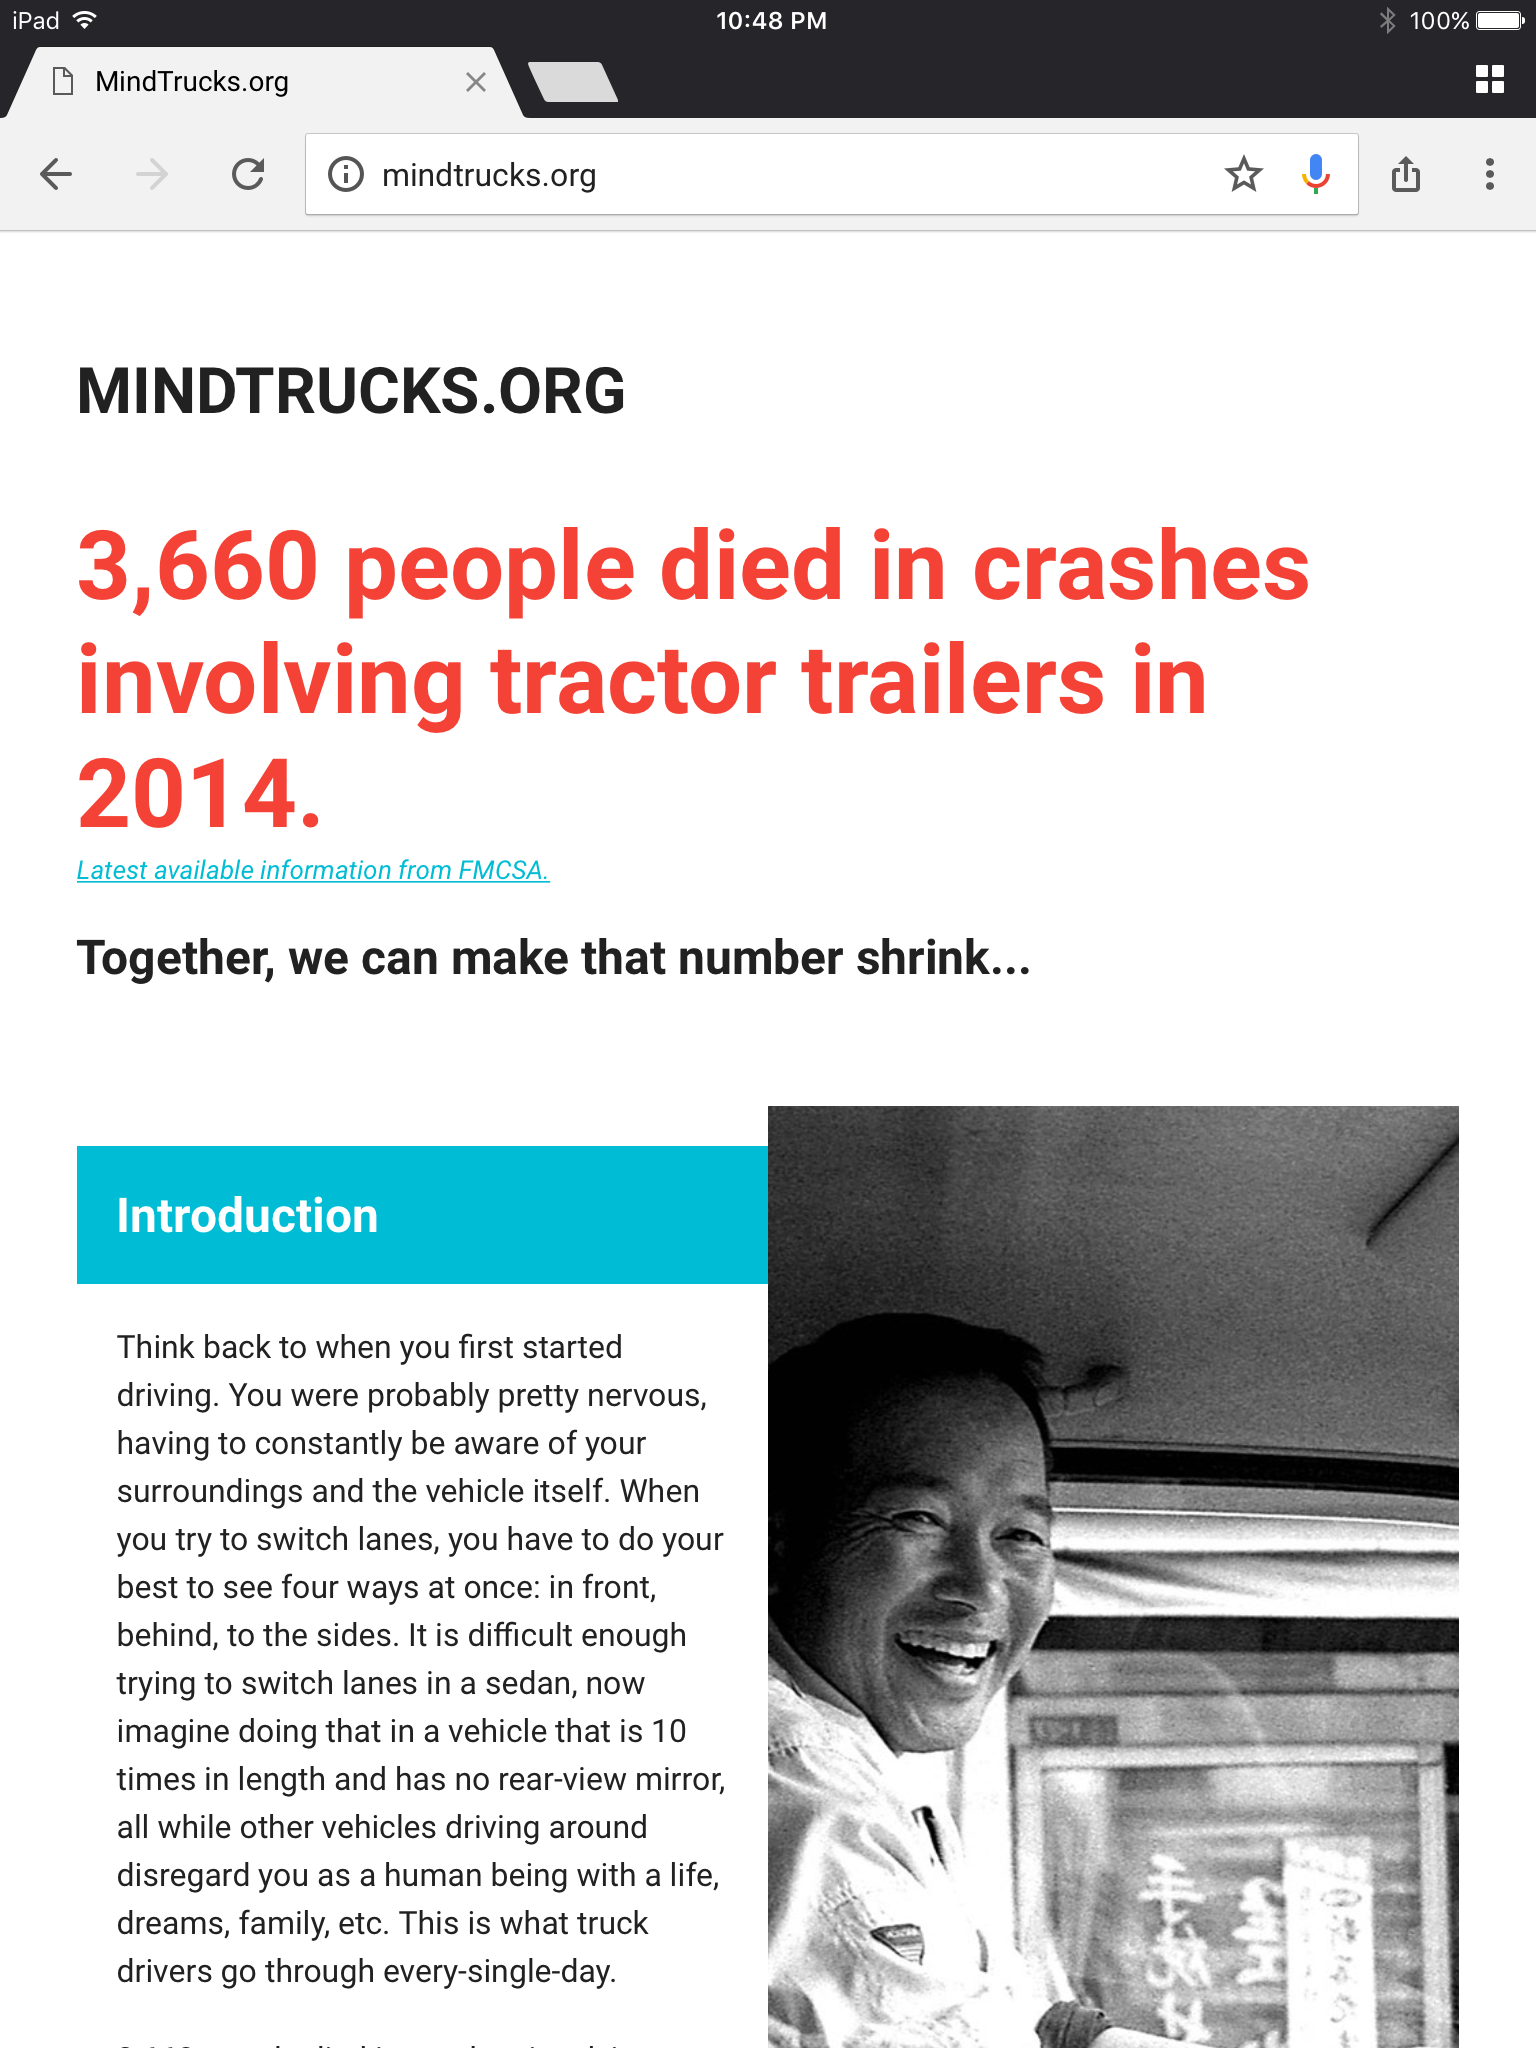 iPad
10:48 PM
100%
MindTrucks.org
mindtrucks.org
MINDTRUCKS.ORG
3,660 people died in crashes
involving tractor trailers in
2014.
Latest available information from FMCSA.
Together, we can make that number shrink...
Introduction
Think back to when you first started
driving. You were probably pretty nervous,
having to constantly be aware of your
surroundings and the vehicle itself. When
you try to switch lanes, you have to do your
best to see four ways at once: in front,
behind, to the sides. It is difficult enough
trying to switch lanes in a sedan, now
imagine doing that in a vehicle that is 10
times in length and has no rear-view mirror,
all while other vehicles driving around
disregard you as a human being with a life,
dreams, family, etc. This is what truck
drivers go through every-single-day.